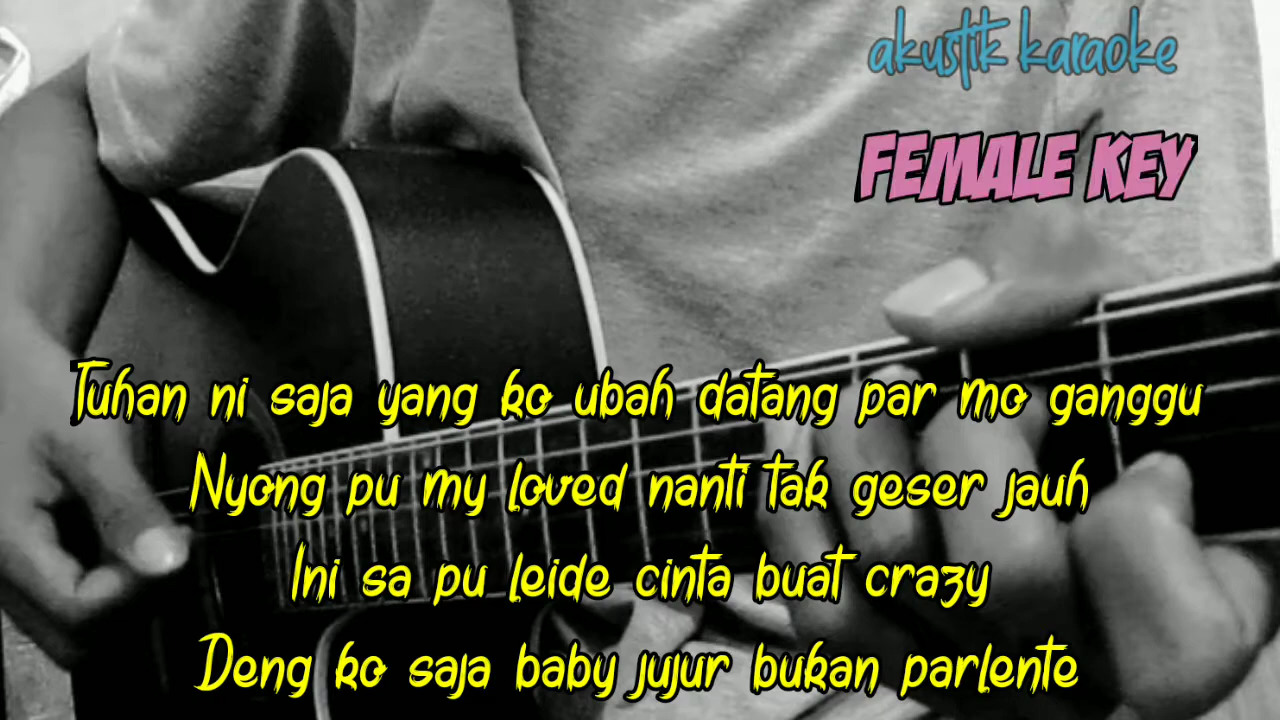 akustik karaoke
FEMALE KEY
Tuhan ni saja yang ko ubah datang par mo ganggu
Nyong pu my loved nanti tak geser jauh
Ini sa pu leide cinta buat crazy
Deng ko saja baby jujur bukan parlente